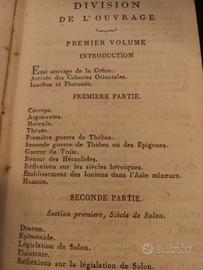 DIVISION
DE L'OUVRAGE
PREMIER VOLUME
INTRODUCTION
Etat sauvage de la Grèce.
Arrivée des Colonies Orientales.
Inachus et Phoronée.
PREMIERE PARTIE.
Cécrops.
Argonautes.
Hercule.
Thésée.
Première guerre de Thèbes.
Seconde guerre de Thèbes ou des Epigones.
Guerre de Troie.
Retour des Héraclides.
Réflexions sur les siècles héroïques.
Etablissement des Ioniens dans l'Asie mineure.
Homère.
SECONDE PARTIE.
Section première, Siècle de Solon.
Dracon.
Epiménide.
Législation de Solon.
Pisistrate.
Réflexions sur la législation de Solon.
subito